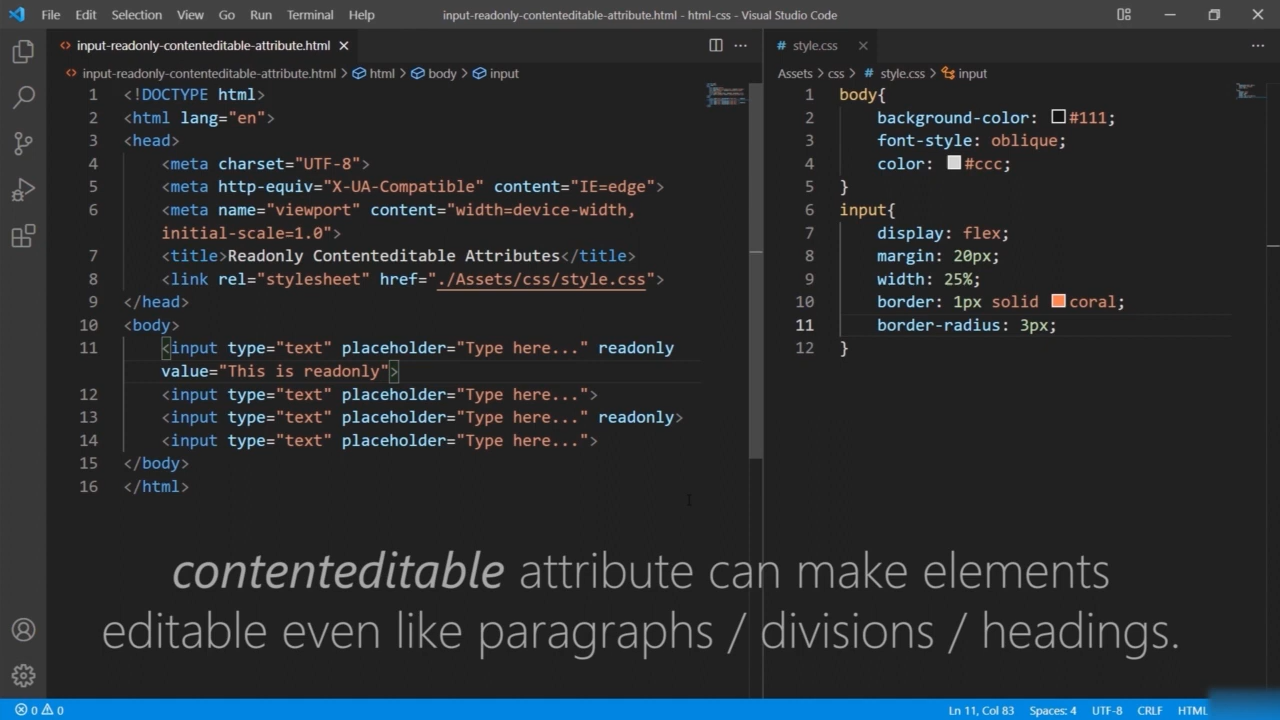 File Edit Selection View Go Run Terminal Help input-readonly-contenteditable-attribute.html - html-css - Visual Studio Code
input-readonly-contenteditable-attribute.html
input-readonly-contenteditable-attribute.html > html > body > input
1 <!DOCTYPE html>
2 <html lang="en">
3 <head>
4 <meta charset="UTF-8">
5 <meta http-equiv="X-UA-Compatible" content="IE=edge">
6 <meta name="viewport" content="width=device-width,
initial-scale=1.0">
7 <title>Readonly Contenteditable Attributes</title>
8 <link rel="stylesheet" href="./Assets/css/style.css">
9 </head>
10 <body>
11 <input type="text" placeholder="Type here..." readonly
value="This is readonly">
12 <input type="text" placeholder="Type here...">
13 <input type="text" placeholder="Type here..." readonly>
14 <input type="text" placeholder="Type here...">
15 </body>
16 </html>
# style.css
Assets > css > # style.css > input
1 body{
2 background-color: #111;
3 font-style: oblique;
4 color: #ccc;
5 }
6 input{
7 display: flex;
8 margin: 20px;
9 width: 25%;
10 border: 1px solid coral;
11 border-radius: 3px;
12 }
contenteditable attribute can make elements
editable even like paragraphs / divisions / headings.
0 0 Ln 11, Col 83 Spaces: 4 UTF-8 CRLF HTML